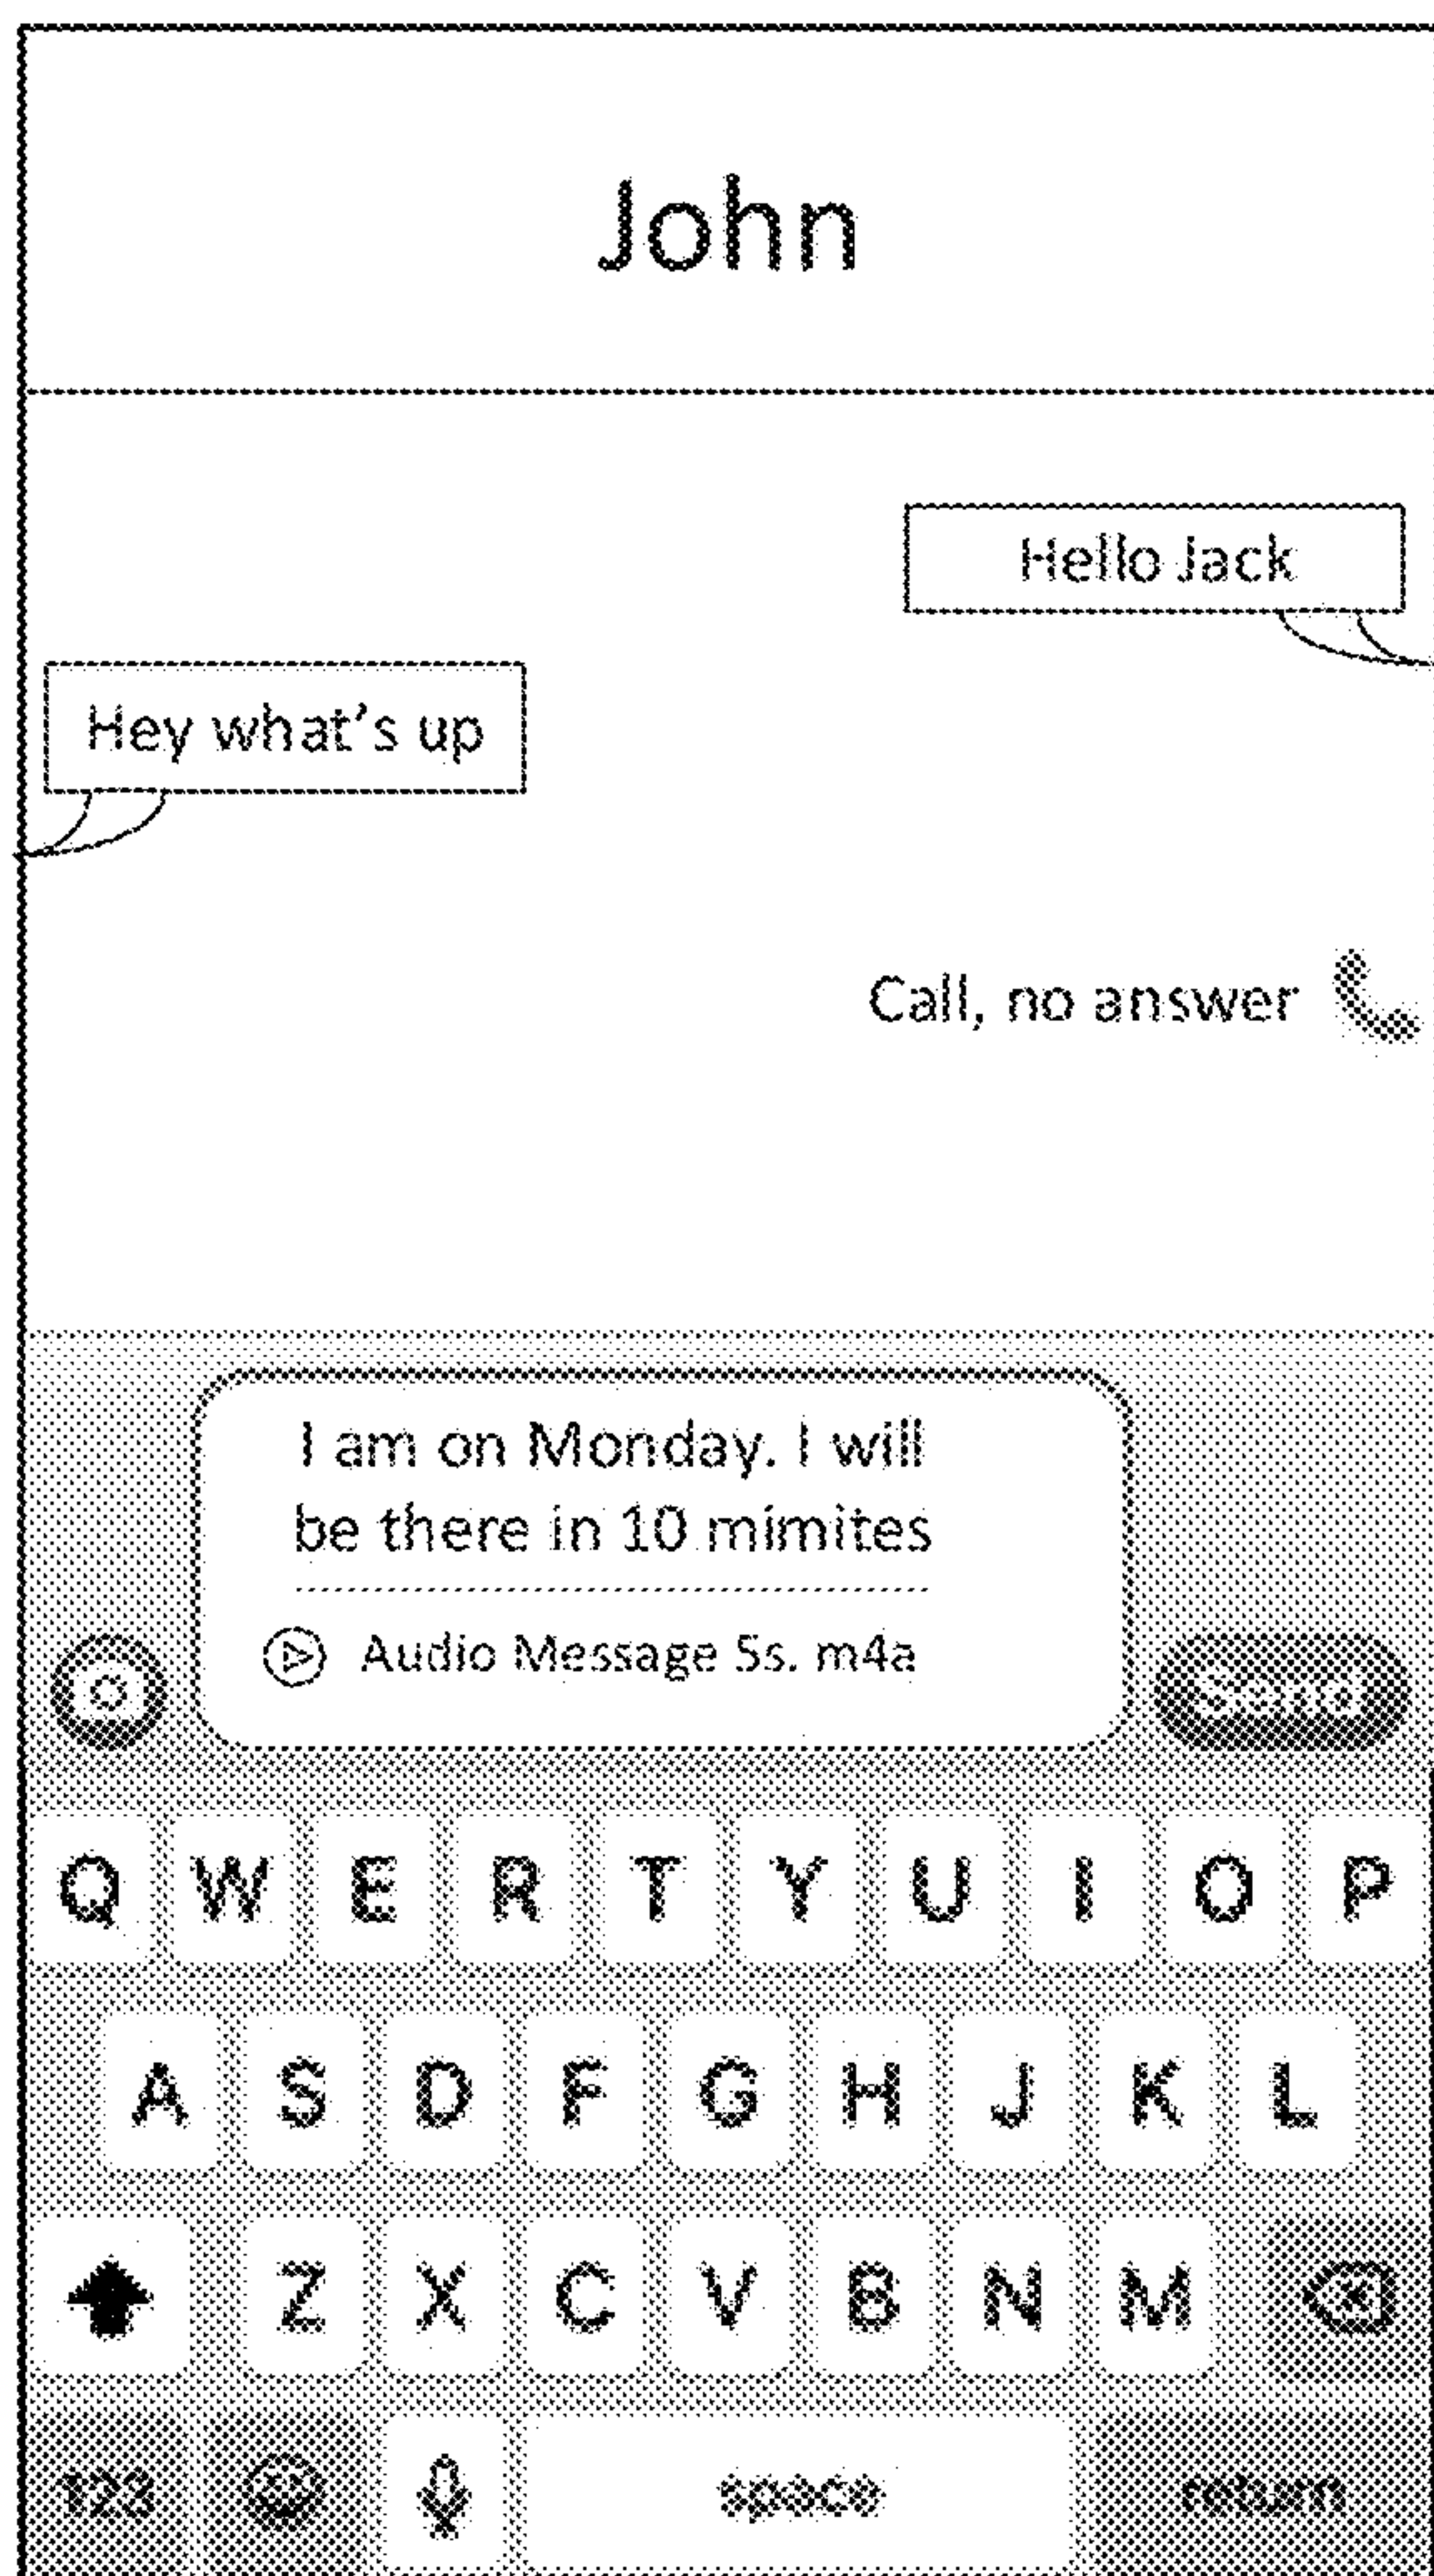 John
Hello Jack
Hey what's up
Call, no answer
I am on Monday. I will
be there in 10 mimites
Audio Message 5s. m4a
Send
Q W E R T Y U I O P
A S D F G H J K L
Z X C V B N M
123 space return